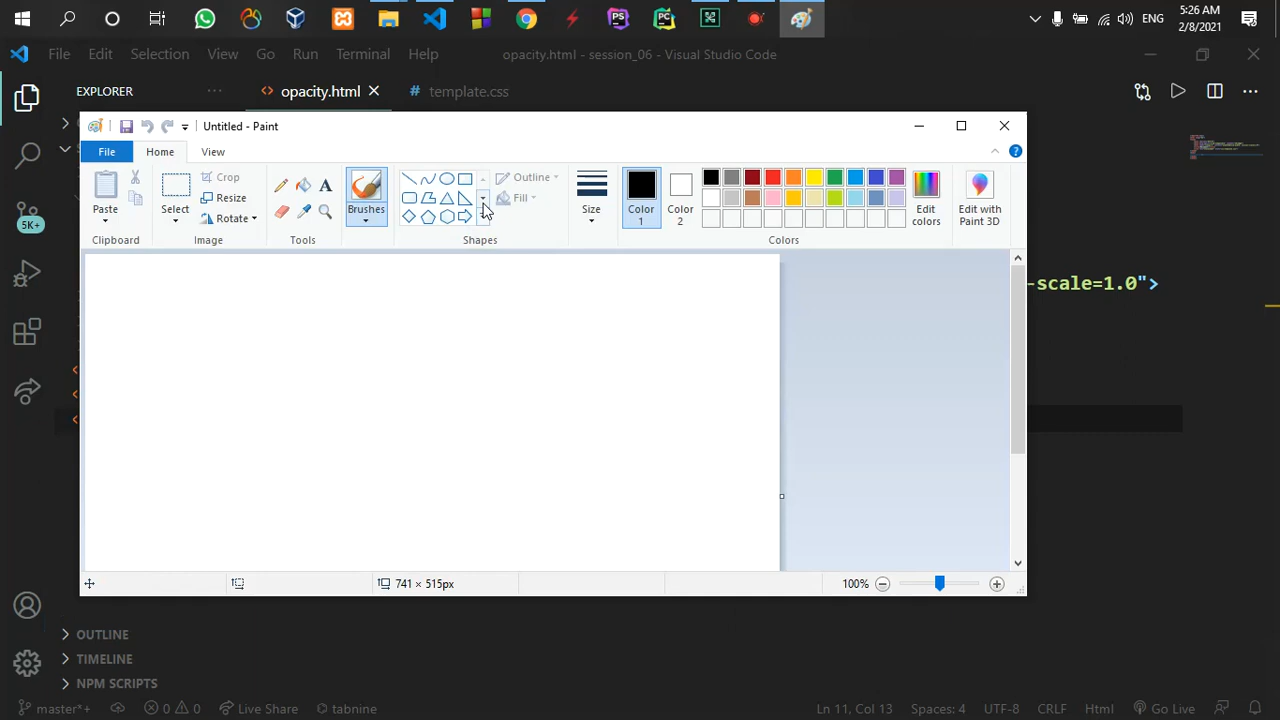 5:26 AM
ENG
2/8/2021
File Edit Selection View Go Run Terminal Help
opacity.html - session_06 - Visual Studio Code
EXPLORER
opacity.html
# template.css
Untitled - Paint
File
Home
View
Paste
Clipboard
Select
Crop
Resize
Rotate
Image
A
Tools
Brushes
Outline
Fill
Shapes
Size
Color 1
Color 2
Colors
Edit colors
Edit with Paint 3D
5K+
-scale=1.0">
741 × 515px
100%
OUTLINE
TIMELINE
NPM SCRIPTS
master*+
0
0
Live Share
tabnine
Ln 11, Col 13
Spaces: 4
UTF-8
CRLF
Html
Go Live